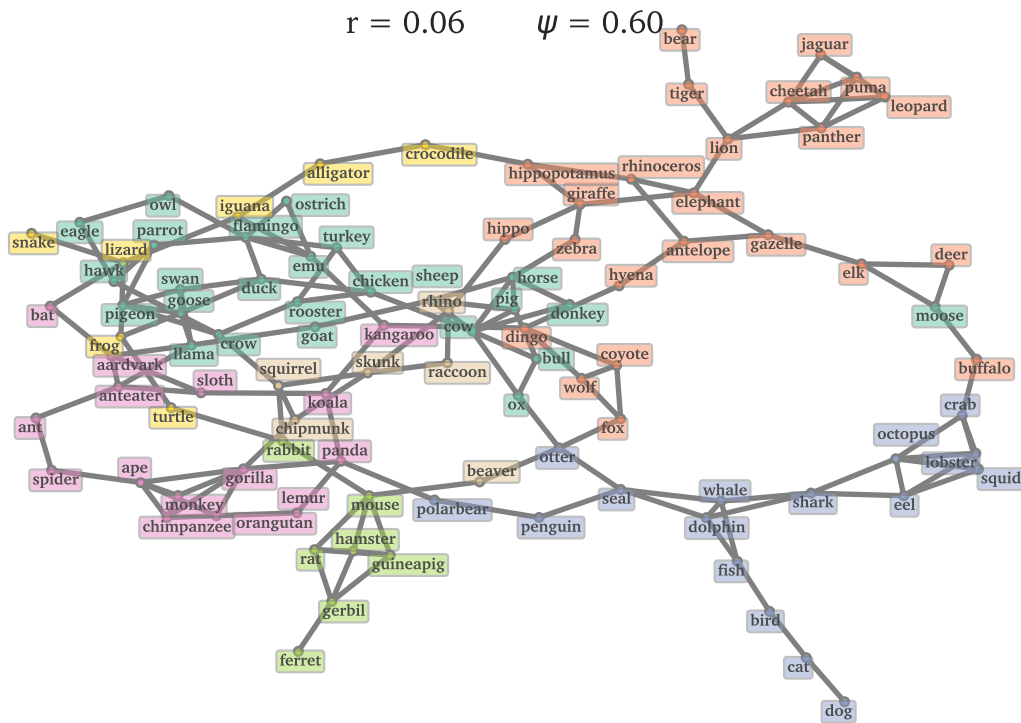 r = 0.06 ψ = 0.60
bear
jaguar
tiger
cheetah
puma
leopard
panther
lion
crocodile
alligator
hippopotamus
rhinoceros
giraffe
elephant
owl
iguana
ostrich
eagle
snake
parrot
lizard
flamingo
turkey
hippo
zebra
antelope
gazelle
hawk
emu
elk
deer
swan
duck
chicken
sheep
horse
hyena
goose
rhino
pig
bat
pigeon
rooster
donkey
moose
goat
kangaroo
cow
dingo
frog
llama
crow
bull
coyote
aardvark
squirrel
skunk
raccoon
buffalo
anteater
sloth
koala
wolf
ox
turtle
crab
ant
chipmunk
fox
octopus
rabbit
panda
otter
ape
gorilla
beaver
lobster
spider
squid
monkey
lemur
mouse
polarbear
seal
whale
shark
eel
chimpanzee
orangutan
penguin
dolphin
hamster
rat
guineapig
fish
gerbil
bird
ferret
cat
dog